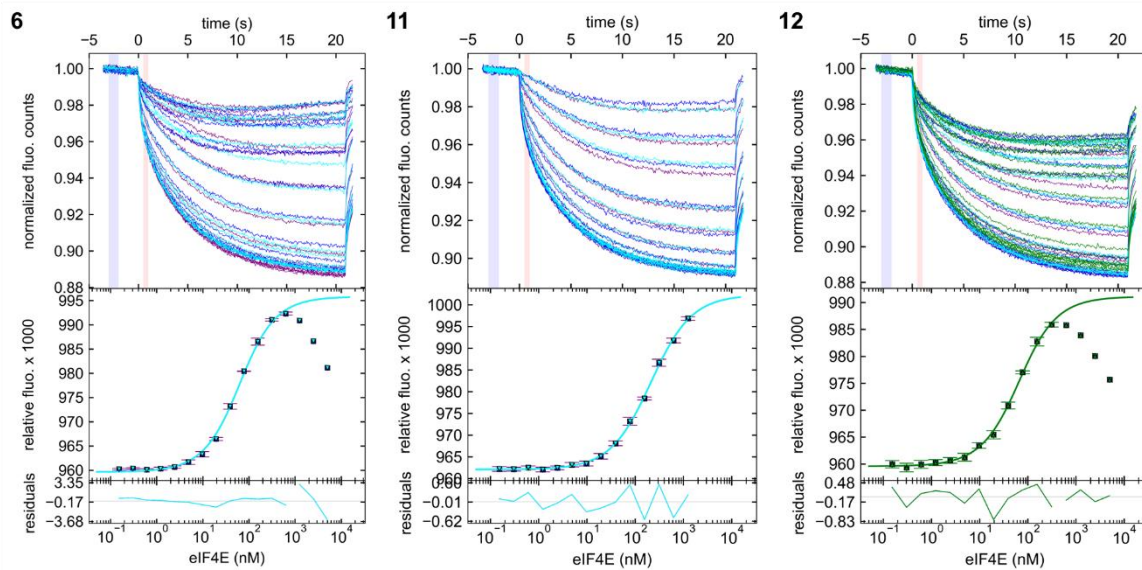 6
time (s)
−5 0 5 10 15 20
normalized fluo. counts
1.00
0.98
0.96
0.94
0.92
0.90
0.88
relative fluo. x 1000
995
990
985
980
975
970
965
960
residuals
3.35
−0.17
−3.68
10⁻¹ 10⁰ 10¹ 10² 10³ 10⁴
eIF4E (nM)
11
time (s)
−5 0 5 10 15 20
normalized fluo. counts
1.00
0.98
0.96
0.94
0.92
0.90
relative fluo. x 1000
1000
995
990
985
980
975
970
965
960
residuals
−0.01
−0.62
10⁻¹ 10⁰ 10¹ 10² 10³ 10⁴
eIF4E (nM)
12
time (s)
−5 0 5 10 15 20
normalized fluo. counts
1.00
0.98
0.96
0.94
0.92
0.90
0.88
relative fluo. x 1000
990
985
980
975
970
965
960
residuals
0.48
−0.17
−0.83
10⁻¹ 10⁰ 10¹ 10² 10³ 10⁴
eIF4E (nM)